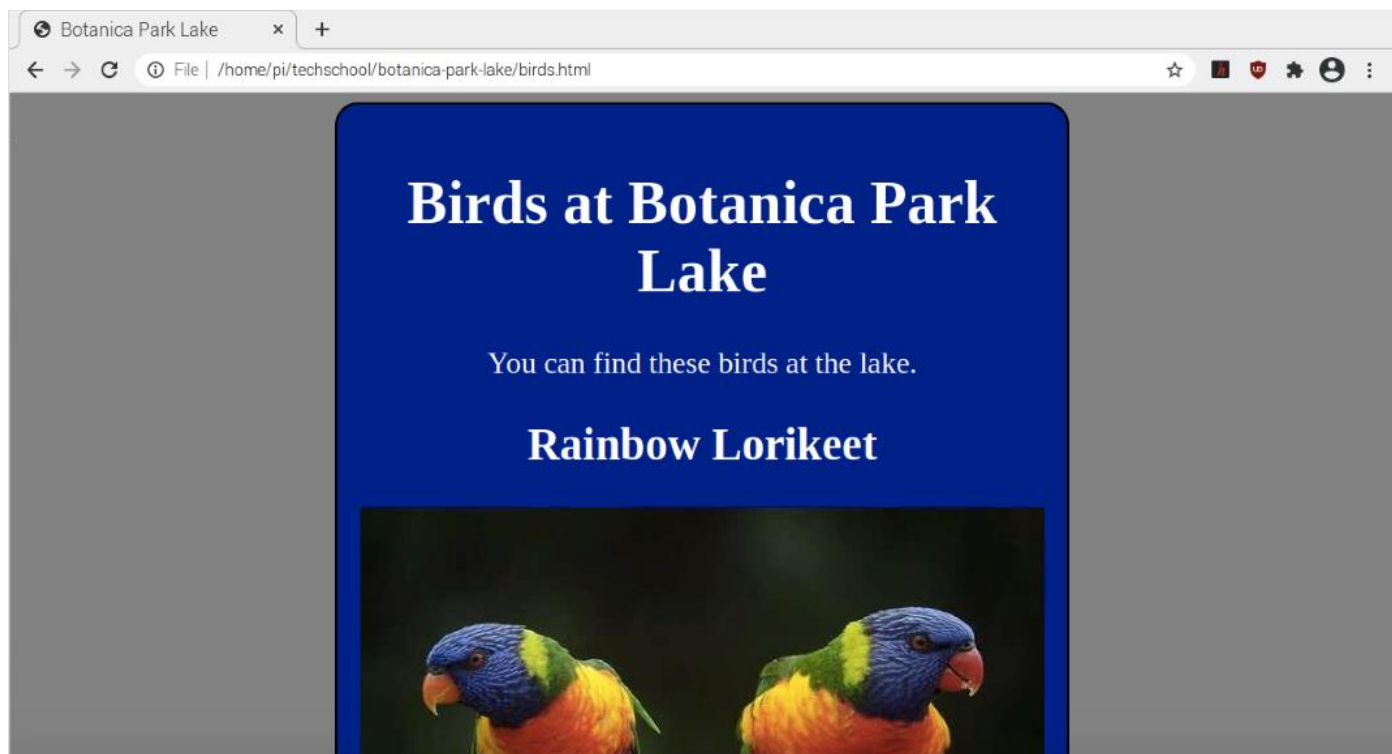 Botanica Park Lake
File | /home/pi/techschool/botanica-park-lake/birds.html
Birds at Botanica Park
Lake
You can find these birds at the lake.
Rainbow Lorikeet